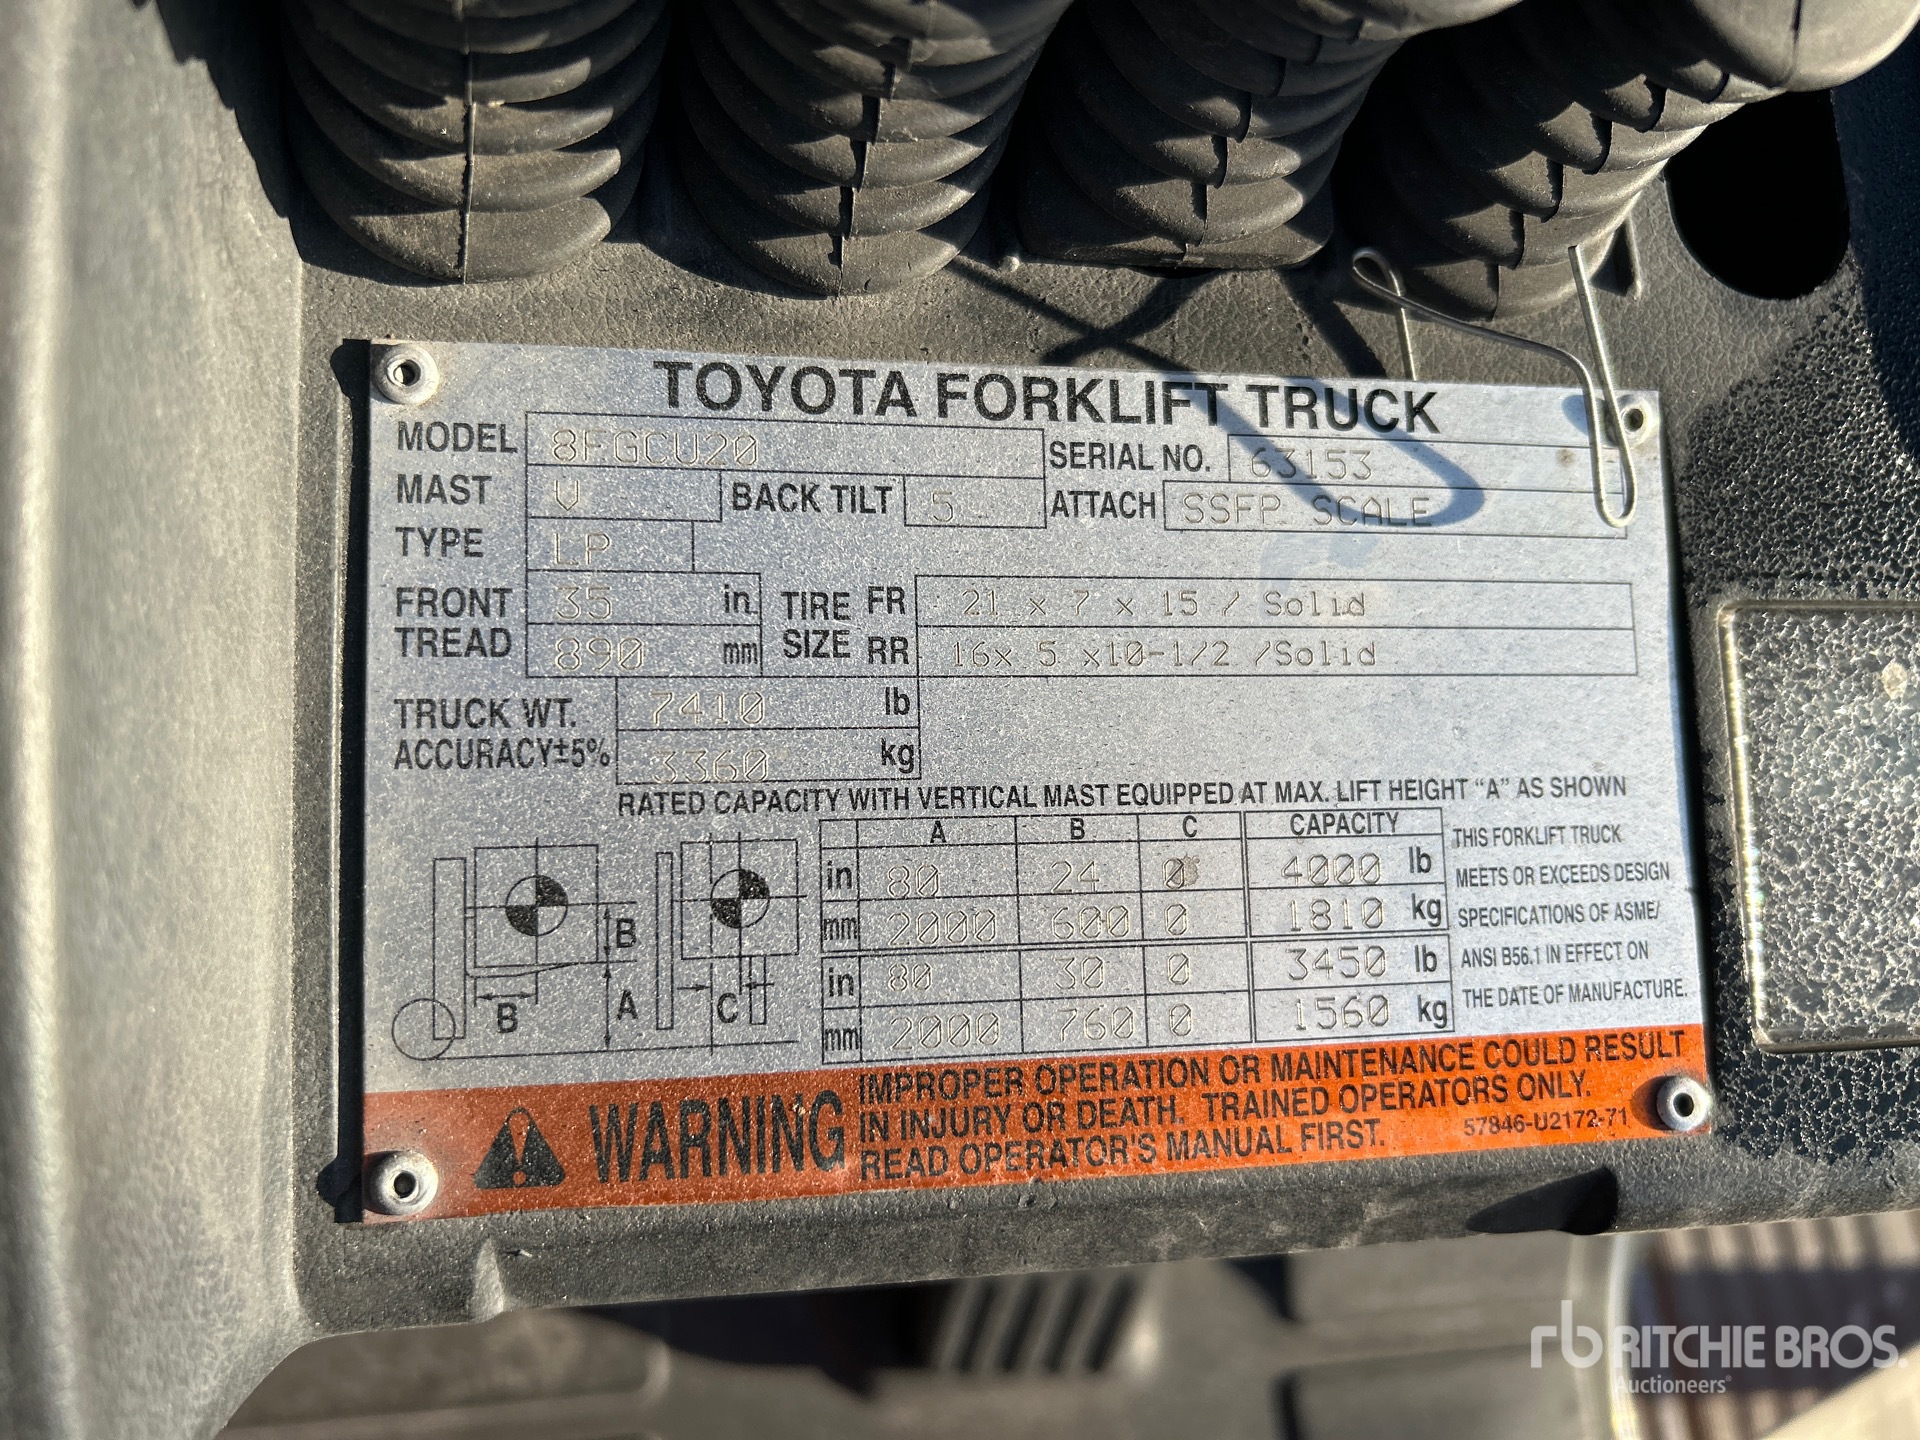 TOYOTA FORKLIFT TRUCK
MODEL 8FGCU20 SERIAL NO. 63153
MAST V BACK TILT 5 ATTACH SSFP SCALE
TYPE LP
FRONT TREAD 35 in TIRE SIZE FR 21 x 7 x 15 / Solid
890 mm RR 16x 5 x10-1/2 /Solid
TRUCK WT. 7410 lb
ACCURACY±5% 3360 kg
RATED CAPACITY WITH VERTICAL MAST EQUIPPED AT MAX. LIFT HEIGHT "A" AS SHOWN
A B C CAPACITY
in 80 24 0 4000 lb
mm 2000 600 0 1810 kg
in 80 30 0 3450 lb
mm 2000 760 0 1560 kg
B A B C
THIS FORKLIFT TRUCK
MEETS OR EXCEEDS DESIGN
SPECIFICATIONS OF ASME/
ANSI B56.1 IN EFFECT ON
THE DATE OF MANUFACTURE.
WARNING
IMPROPER OPERATION OR MAINTENANCE COULD RESULT
IN INJURY OR DEATH. TRAINED OPERATORS ONLY.
READ OPERATOR'S MANUAL FIRST. 57846-U2172-71
rb RITCHIE BROS.
Auctioneers®